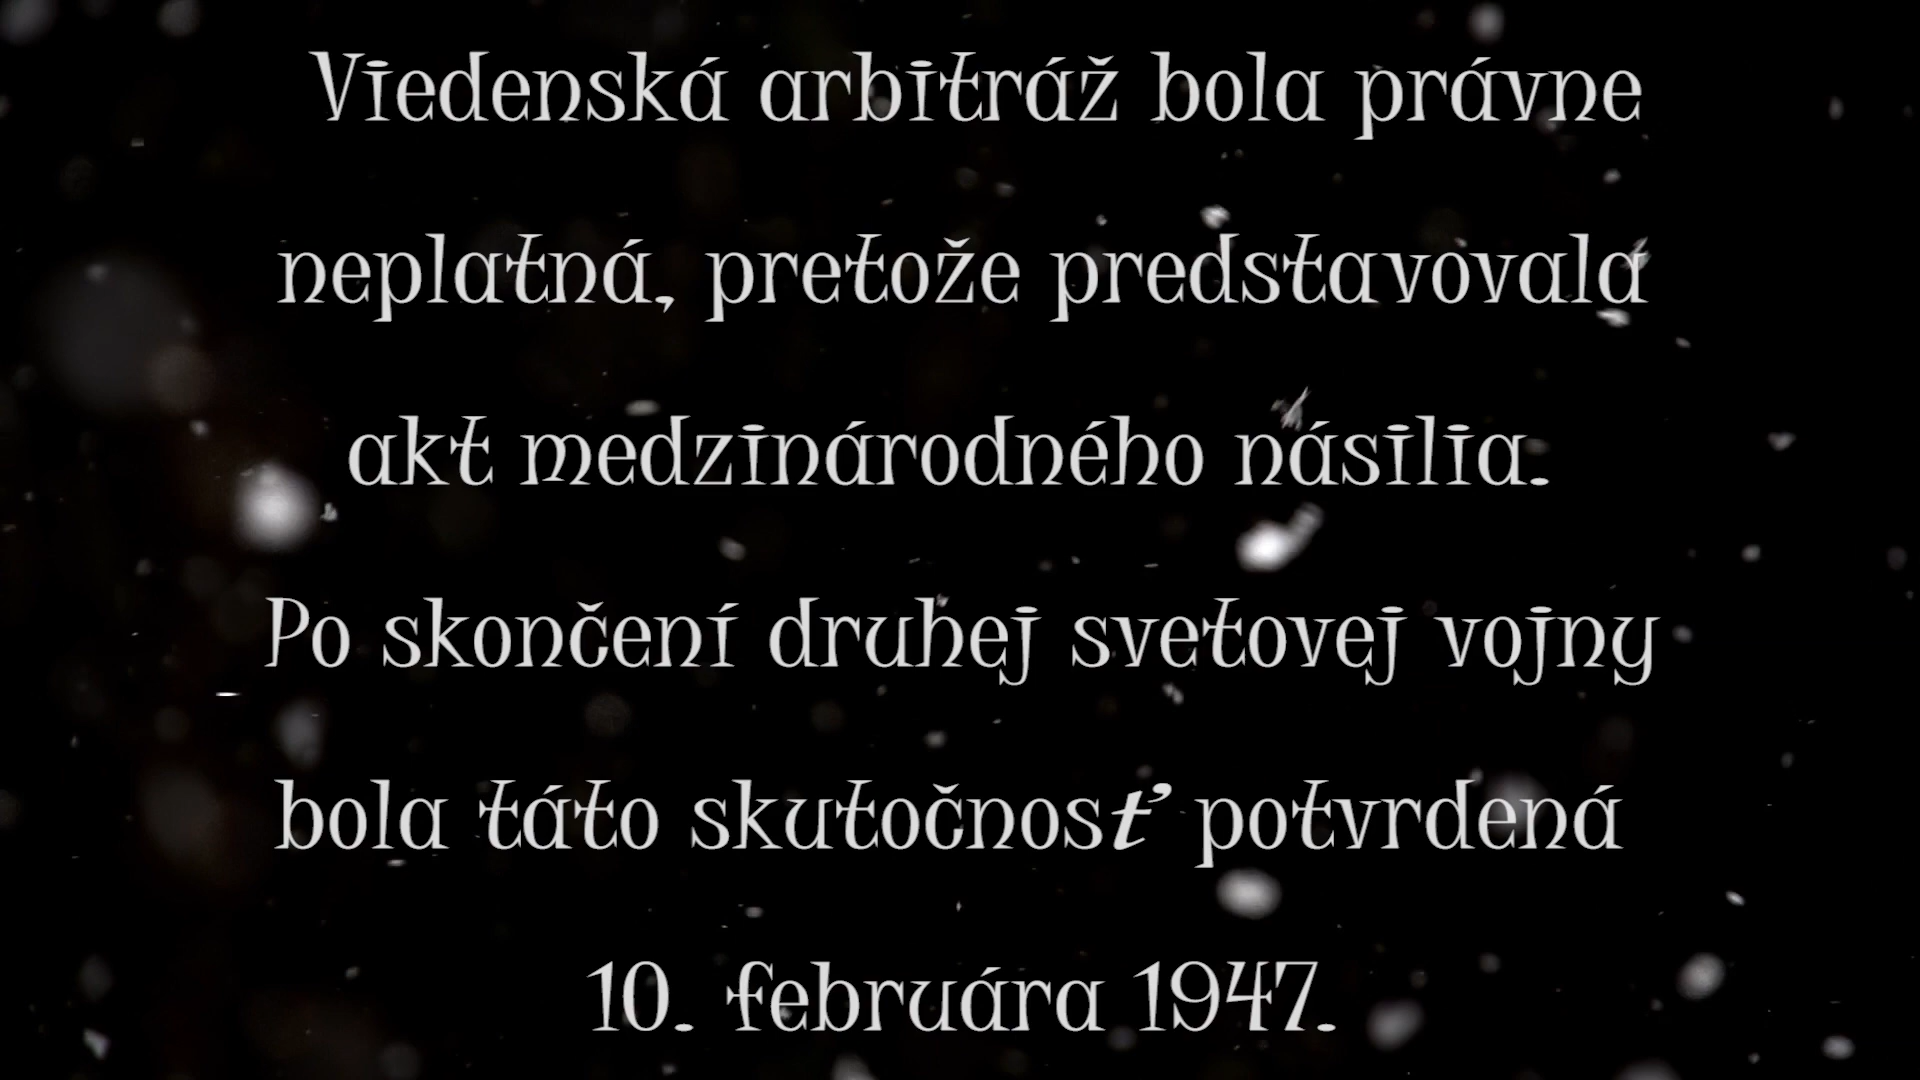 Viedenská arbitráž bola právne
neplatná, pretože predstavovala
akt medzinárodného násilia.
Po skončení druhej svetovej vojny
bola táto skutočnosť potvrdená
10. februára 1947.